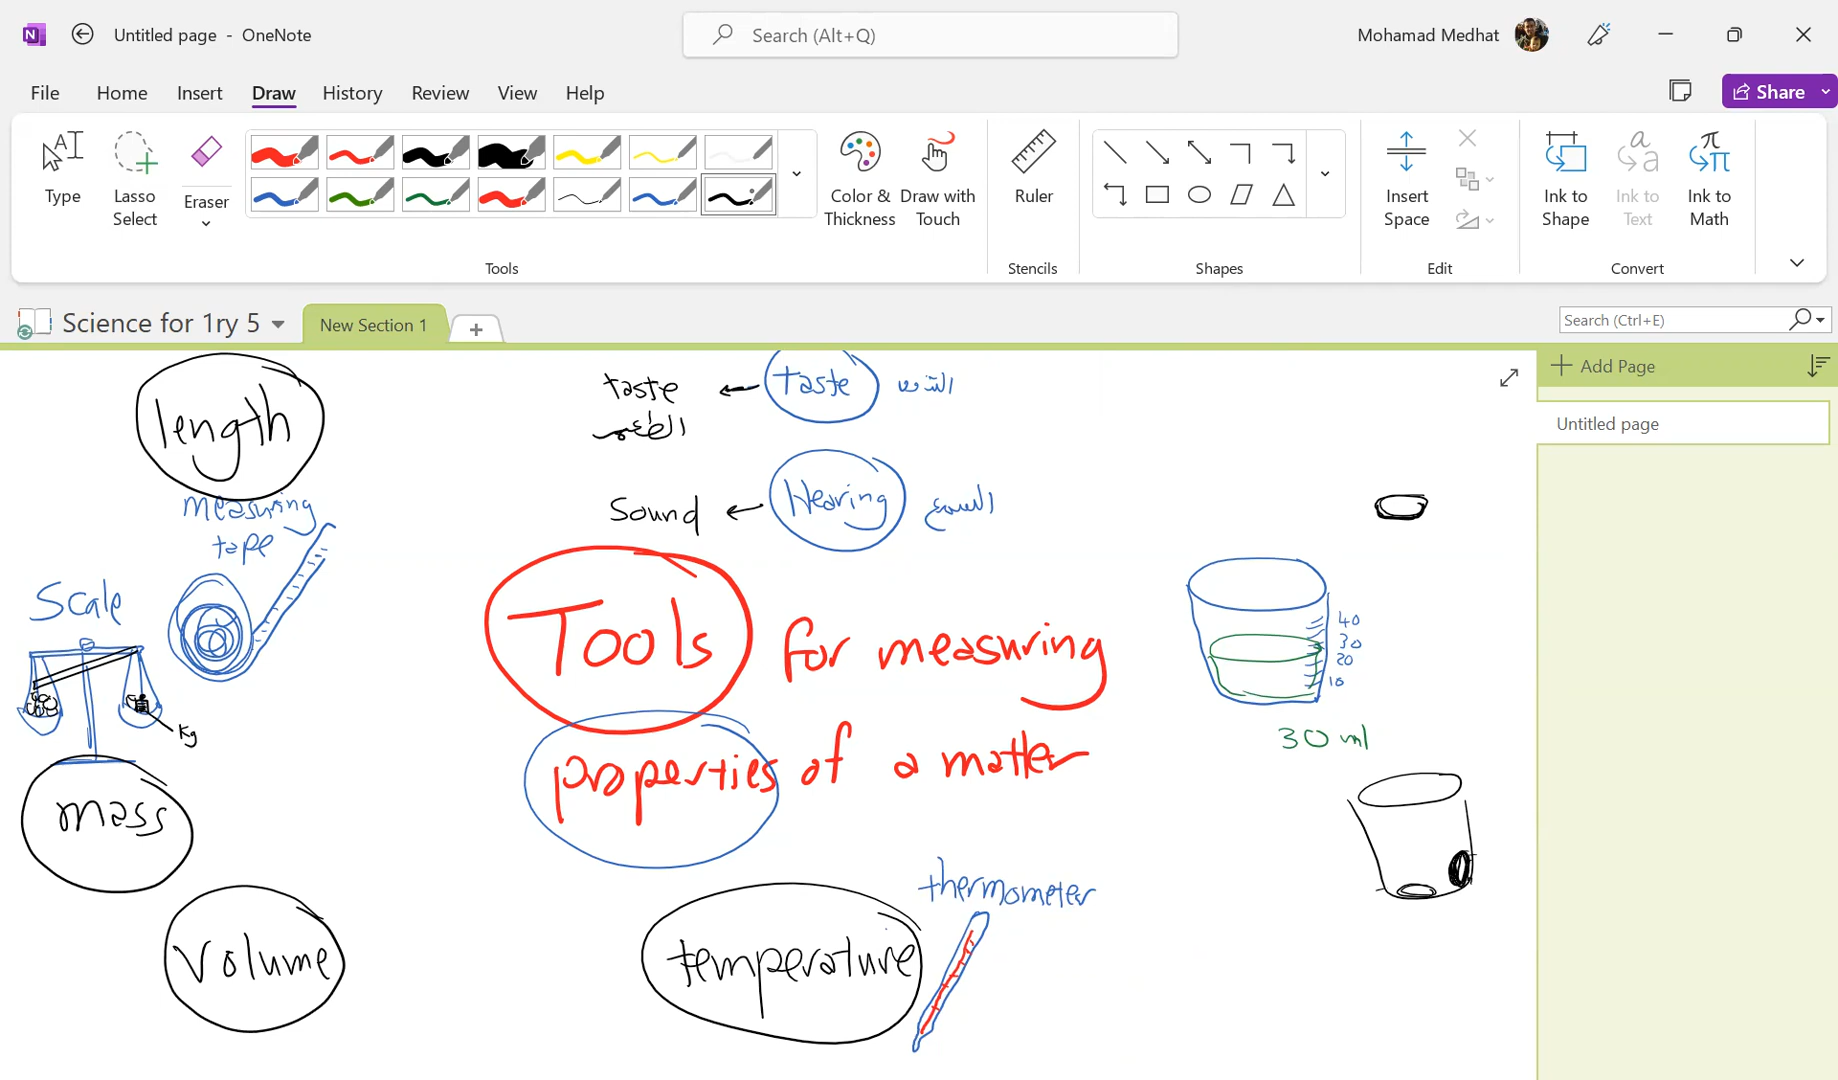 Untitled page - OneNote
Search (Alt+Q)
Mohamad Medhat
File Home Insert Draw History Review View Help
Share
Type
Lasso Select
Eraser
Color & Thickness
Draw with Touch
Ruler
Insert Space
Ink to Shape
Ink to Text
Ink to Math
Tools
Stencils
Shapes
Edit
Convert
Science for 1ry 5
New Section 1
Search (Ctrl+E)
Add Page
Untitled page
length
taste
Taste
الطعم
Sound
Hearing
السمع
measuring
tape
Scale
Kg
mass
Tools for measuring
properties of a matter
40
30
20
10
30 ml
thermometer
volume
temperature